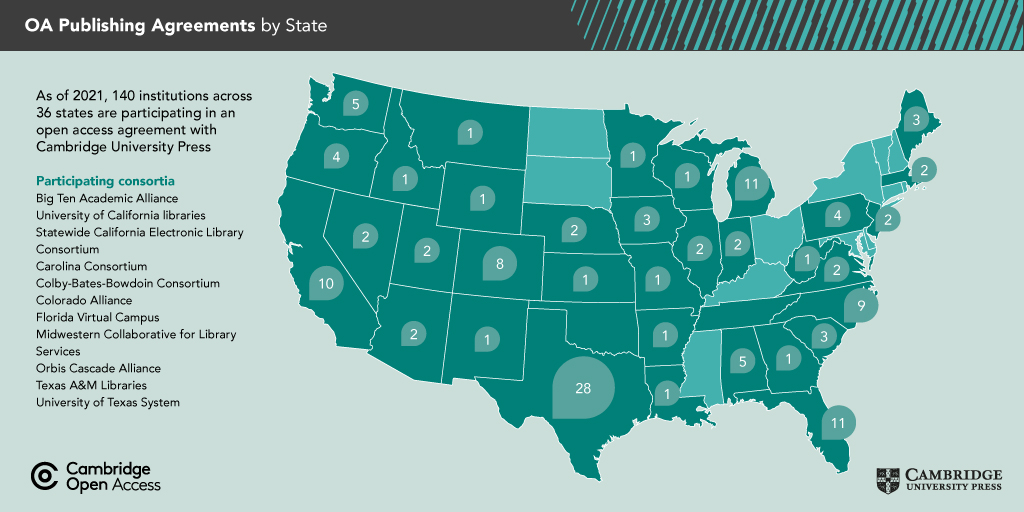 OA Publishing Agreements by State
As of 2021, 140 institutions across
36 states are participating in an
open access agreement with
Cambridge University Press
Participating consortia
Big Ten Academic Alliance
University of California libraries
Statewide California Electronic Library
Consortium
Carolina Consortium
Colby-Bates-Bowdoin Consortium
Colorado Alliance
Florida Virtual Campus
Midwestern Collaborative for Library
Services
Orbis Cascade Alliance
Texas A&M Libraries
University of Texas System
5
4
1
1
1
2
2
8
10
2
1
2
1
28
1
3
1
1
1
1
2
2
11
3
2
2
4
1
2
9
3
1
5
11
Cambridge
Open Access
CAMBRIDGE
UNIVERSITY PRESS